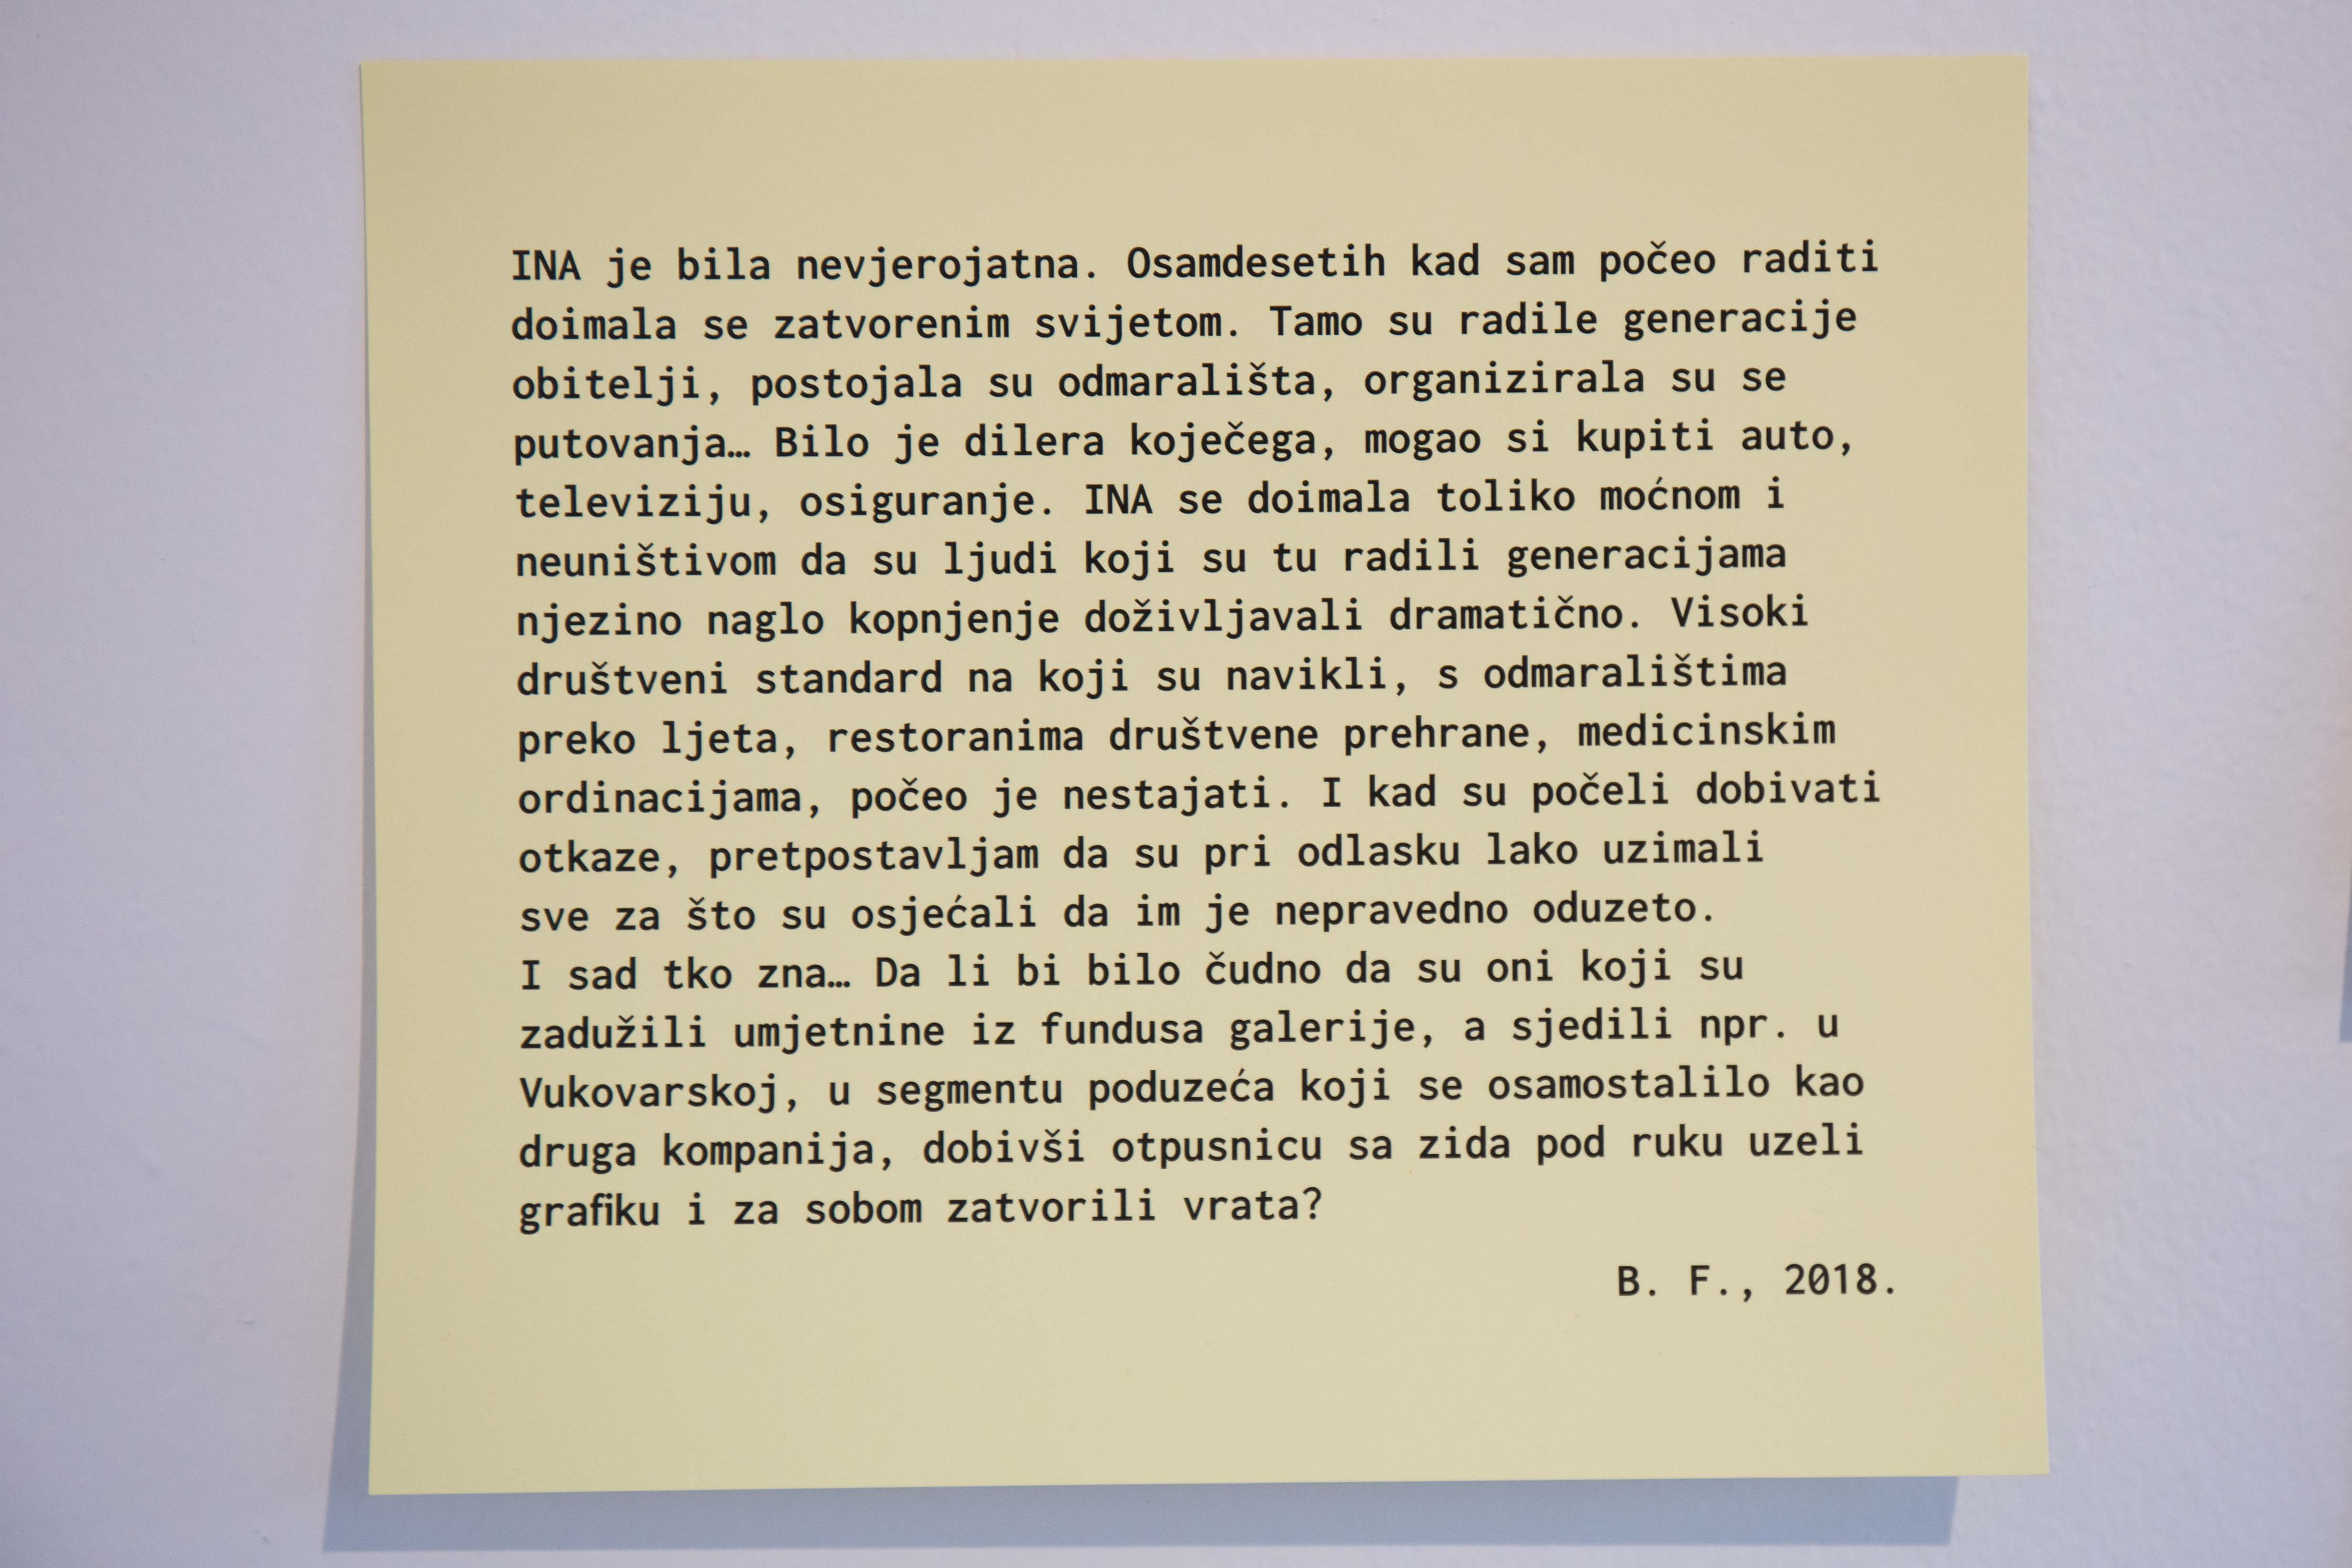 INA je bila nevjerojatna. Osamdesetih kad sam počeo raditi
doimala se zatvorenim svijetom. Tamo su radile generacije
obitelji, postojala su odmarališta, organizirala su se
putovanja… Bilo je dilera koječega, mogao si kupiti auto,
televiziju, osiguranje. INA se doimala toliko moćnom i
neuništivom da su ljudi koji su tu radili generacijama
njezino naglo kopnjenje doživljavali dramatično. Visoki
društveni standard na koji su navikli, s odmaralištima
preko ljeta, restoranima društvene prehrane, medicinskim
ordinacijama, počeo je nestajati. I kad su počeli dobivati
otkaze, pretpostavljam da su pri odlasku lako uzimali
sve za što su osjećali da im je nepravedno oduzeto.
I sad tko zna… Da li bi bilo čudno da su oni koji su
zadužili umjetnine iz fundusa galerije, a sjedili npr. u
Vukovarskoj, u segmentu poduzeća koji se osamostalilo kao
druga kompanija, dobivši otpusnicu sa zida pod ruku uzeli
grafiku i za sobom zatvorili vrata?
B. F., 2018.